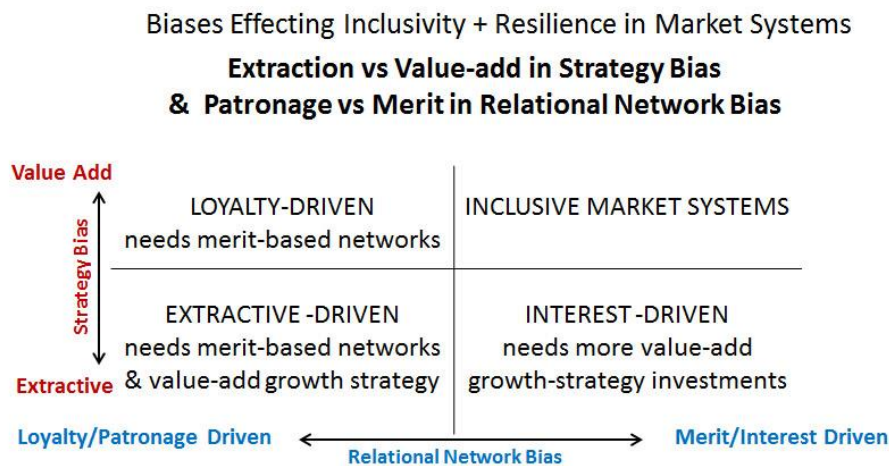 Biases Effecting Inclusivity + Resilience in Market Systems
Extraction vs Value-add in Strategy Bias
& Patronage vs Merit in Relational Network Bias
Value Add
Strategy Bias
Extractive
LOYALTY-DRIVEN
needs merit-based networks
INCLUSIVE MARKET SYSTEMS
EXTRACTIVE -DRIVEN
needs merit-based networks
& value-add growth strategy
INTEREST -DRIVEN
needs more value-add
growth-strategy investments
Loyalty/Patronage Driven
Relational Network Bias
Merit/Interest Driven